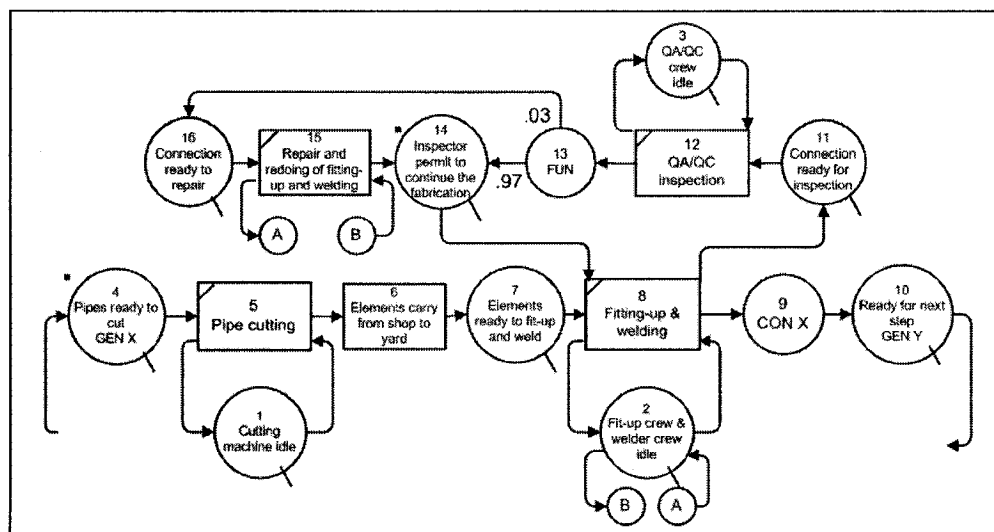 3
QA/QC
crew
idle
.03
16
Connection
ready to
repair
15
Repair and
redoing of fitting-
up and welding
*
14
Inspector
permit to
continue the
fabrication
.97
13
FUN
12
QA/QC
inspection
11
Connection
ready for
inspection
A
B
*
4
Pipes ready to
cut
GEN X
5
Pipe cutting
6
Elements carry
from shop to
yard
7
Elements
ready to fit-up
and weld
8
Fitting-up &
welding
9
CON X
10
Ready for next
step
GEN Y
1
Cutting
machine idle
2
Fit-up crew &
welder crew
idle
B
A